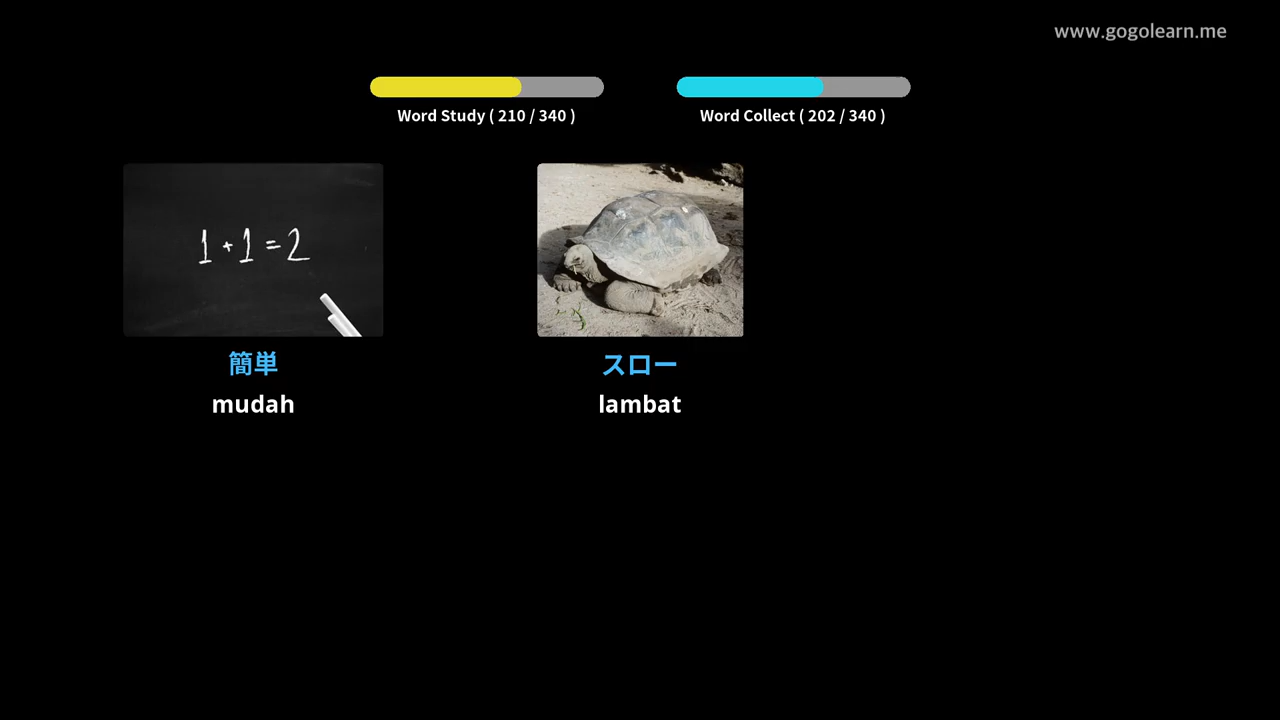 www.gogolearn.me
Word Study ( 210 / 340 )
Word Collect ( 202 / 340 )
1 + 1 = 2
簡単
mudah
スロー
lambat